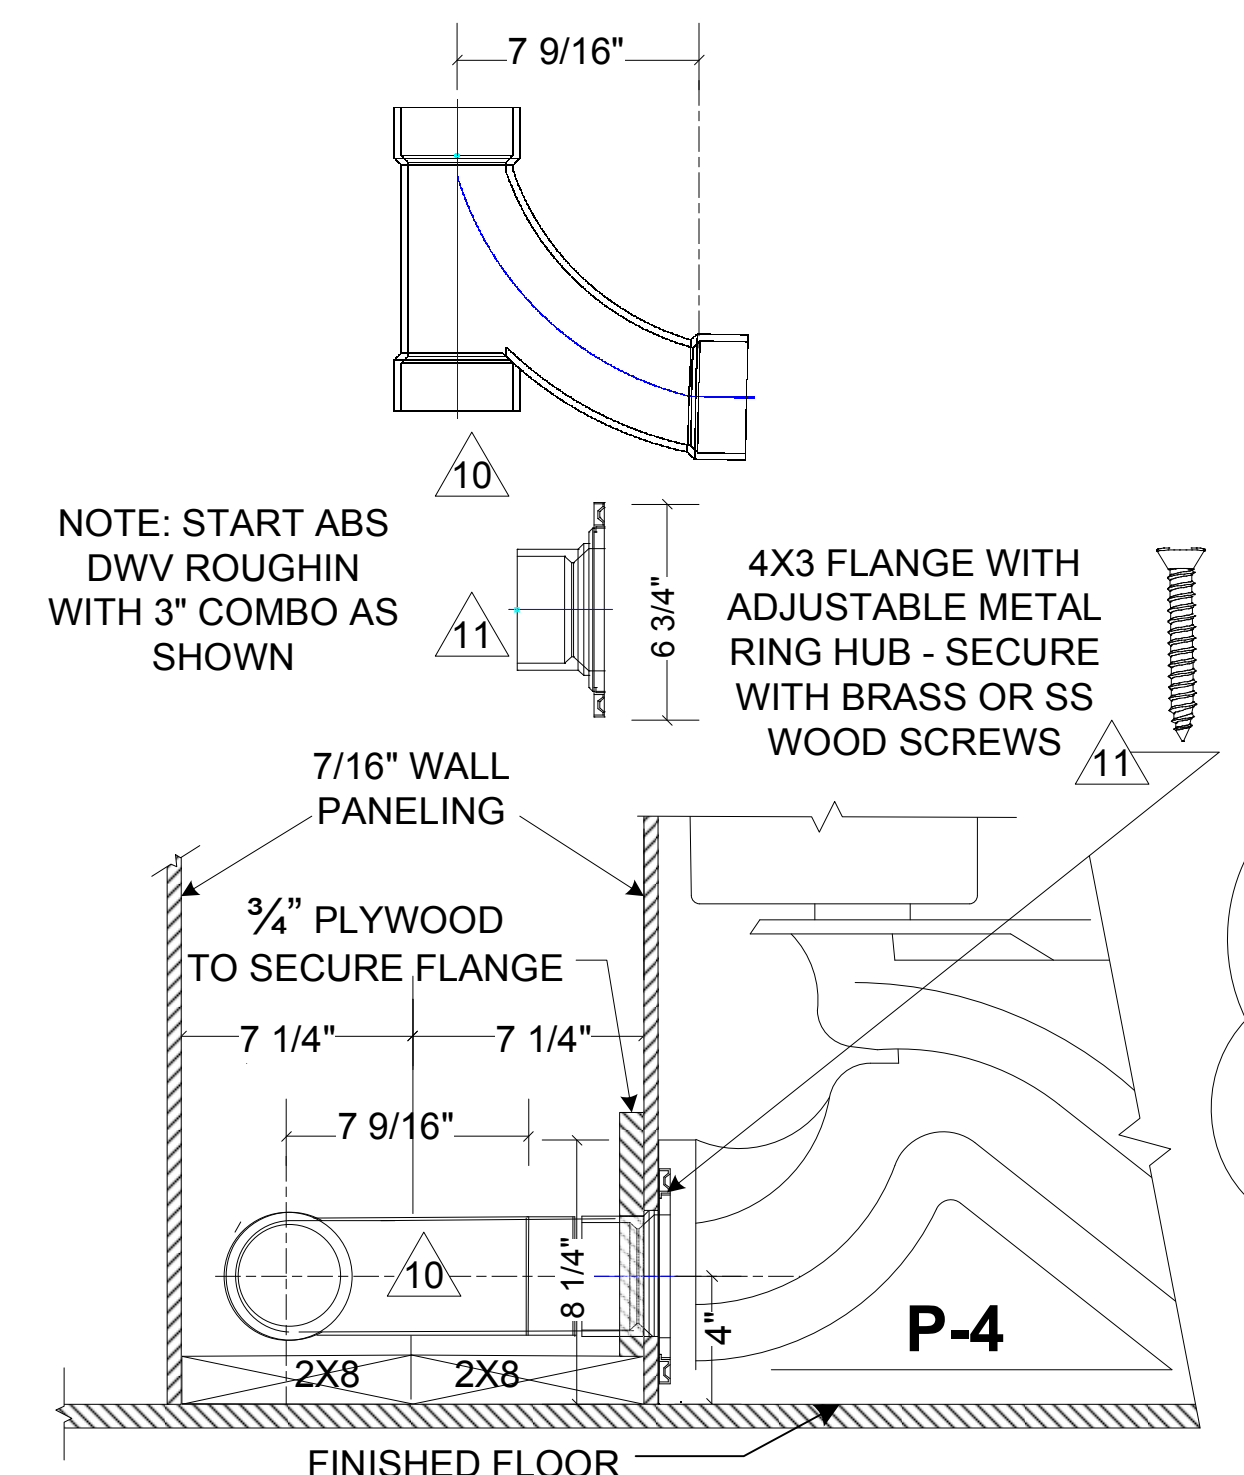 7 9/16"
10
NOTE: START ABS
DWV ROUGHIN
WITH 3" COMBO AS
SHOWN
11
6 3/4"
4X3 FLANGE WITH
ADJUSTABLE METAL
RING HUB - SECURE
WITH BRASS OR SS
WOOD SCREWS
11
7/16" WALL
PANELING
¾” PLYWOOD
TO SECURE FLANGE
7 1/4"
7 1/4"
7 9/16"
10
8 1/4"
4"
P-4
2X8
2X8
FINISHED FLOOR